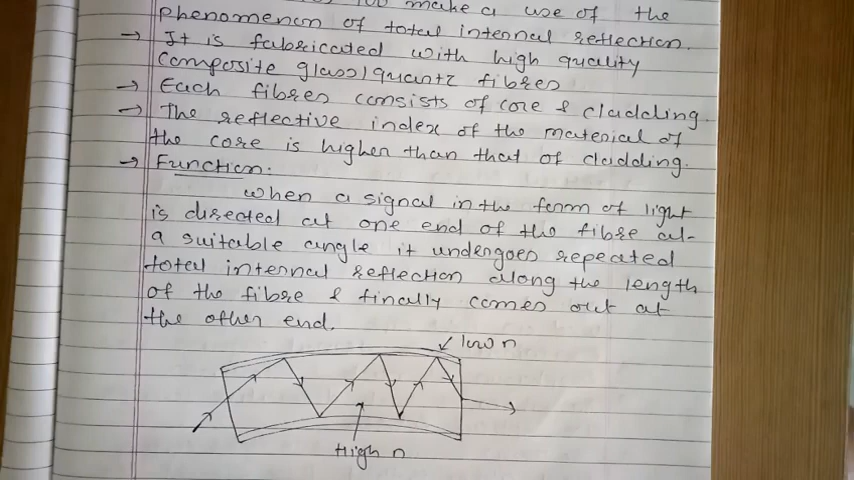 make a use of the
phenomenon of total internal reflection.
→ It is fabricated with high quality
composite glass/quantz fibres
→ Each fibres consists of core & cladding.
→ The reflective index of the material of
the core is higher than that of cladding.
→ Function:
When a signal in the form of light
is directed at one end of the fibre at
a suitable angle it undergoes repeated
total internal reflection along the length
of the fibre & finally comes out at
the other end.
low n
High n